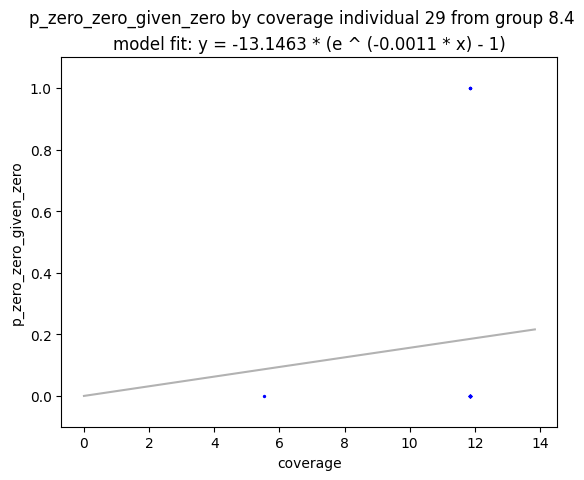 p_zero_zero_given_zero by coverage individual 29 from group 8.4
model fit: y = -13.1463 * (e ^ (-0.0011 * x) - 1)
1.0
0.8
0.6
0.4
0.2
0.0
p_zero_zero_given_zero
0 2 4 6 8 10 12 14
coverage